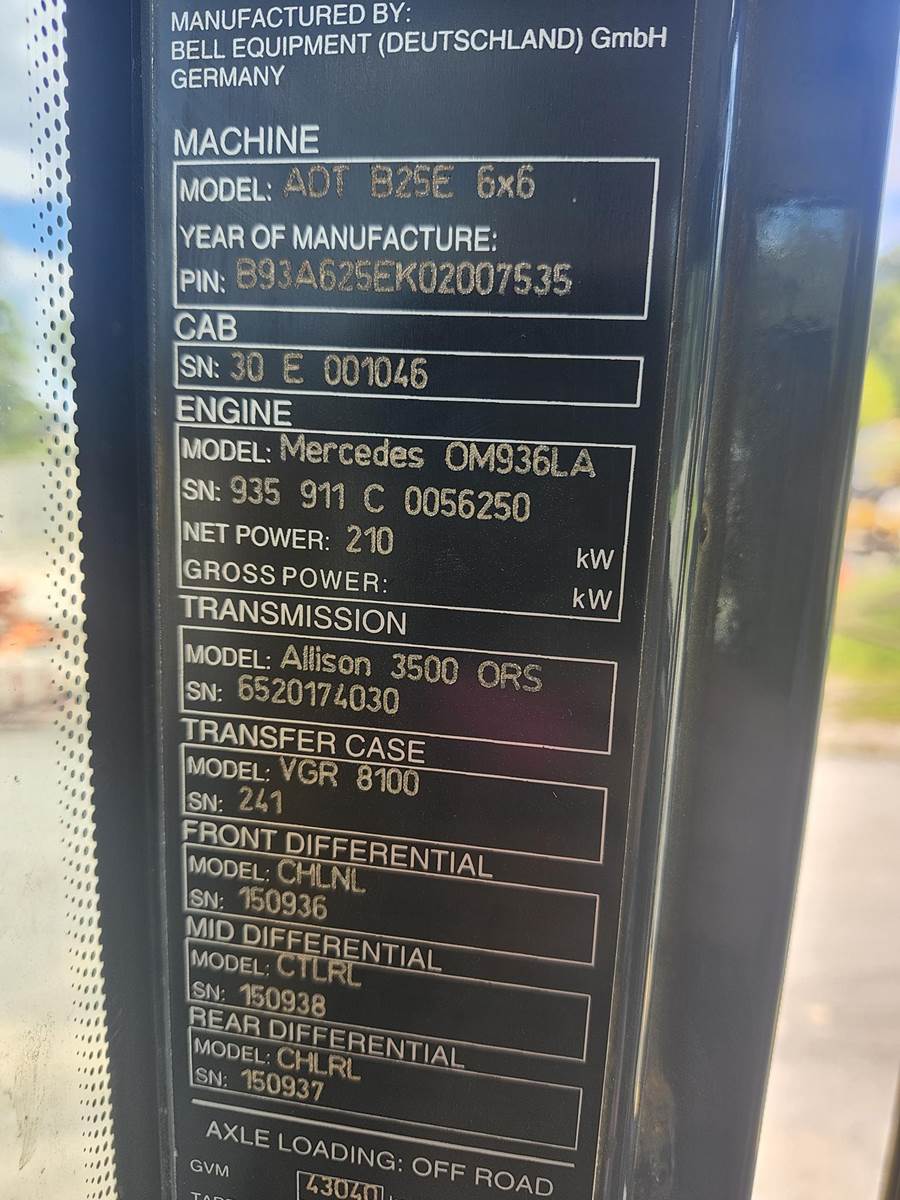 MANUFACTURED BY:
BELL EQUIPMENT (DEUTSCHLAND) GmbH
GERMANY
MACHINE
MODEL: ADT B25E 6x6
YEAR OF MANUFACTURE:
PIN: B93A625EK02007535
CAB
SN: 30 E 001046
ENGINE
MODEL: Mercedes OM936LA
SN: 935 911 C 0056250
NET POWER: 210 kW
GROSS POWER: kW
TRANSMISSION
MODEL: Allison 3500 ORS
SN: 6520174030
TRANSFER CASE
MODEL: VGR 8100
SN: 241
FRONT DIFFERENTIAL
MODEL: CHLNL
SN: 150936
MID DIFFERENTIAL
MODEL: CTLRL
SN: 150938
REAR DIFFERENTIAL
MODEL: CHLRL
SN: 150937
AXLE LOADING: OFF ROAD
GVM 43040